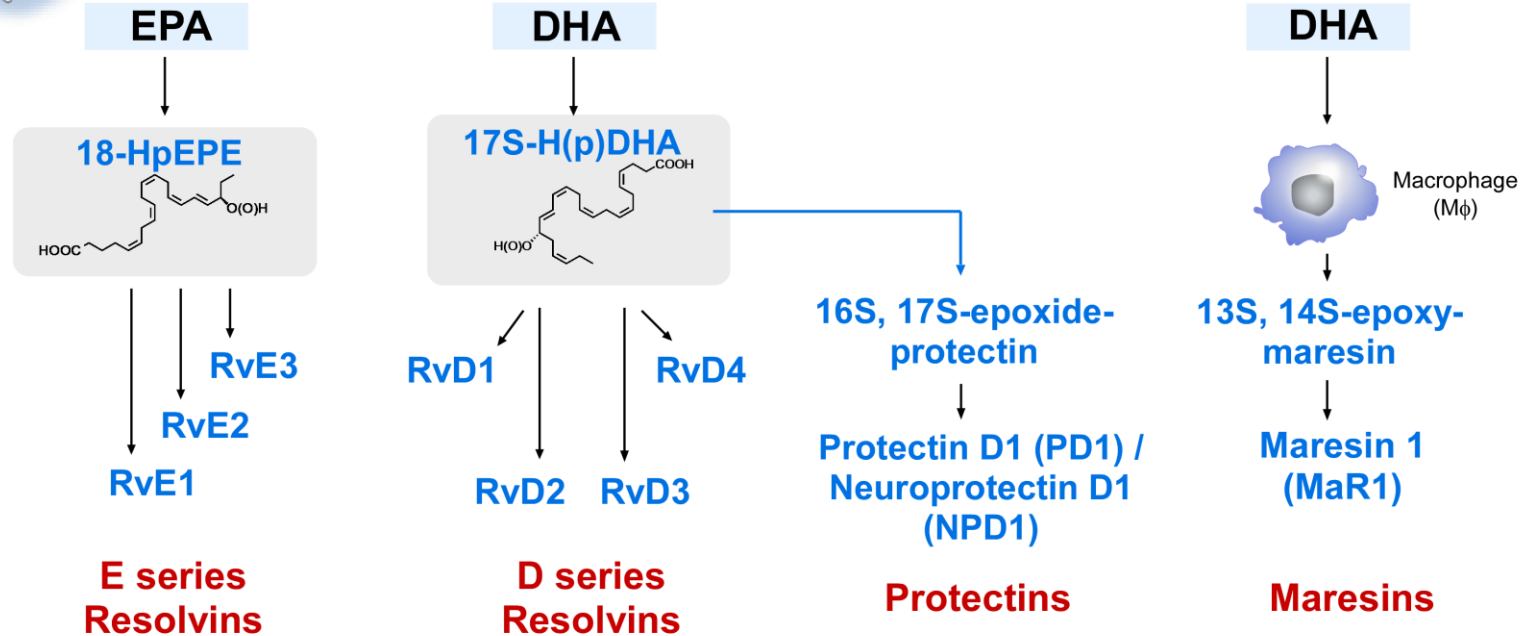 EPA
18-HpEPE
O(O)H
HOOC
RvE3
RvE2
RvE1
E series
Resolvins
DHA
17S-H(p)DHA
COOH
H(O)O
RvD1
RvD4
RvD2
RvD3
D series
Resolvins
16S, 17S-epoxide-
protectin
Protectin D1 (PD1) /
Neuroprotectin D1
(NPD1)
Protectins
DHA
Macrophage
(Mϕ)
13S, 14S-epoxy-
maresin
Maresin 1
(MaR1)
Maresins